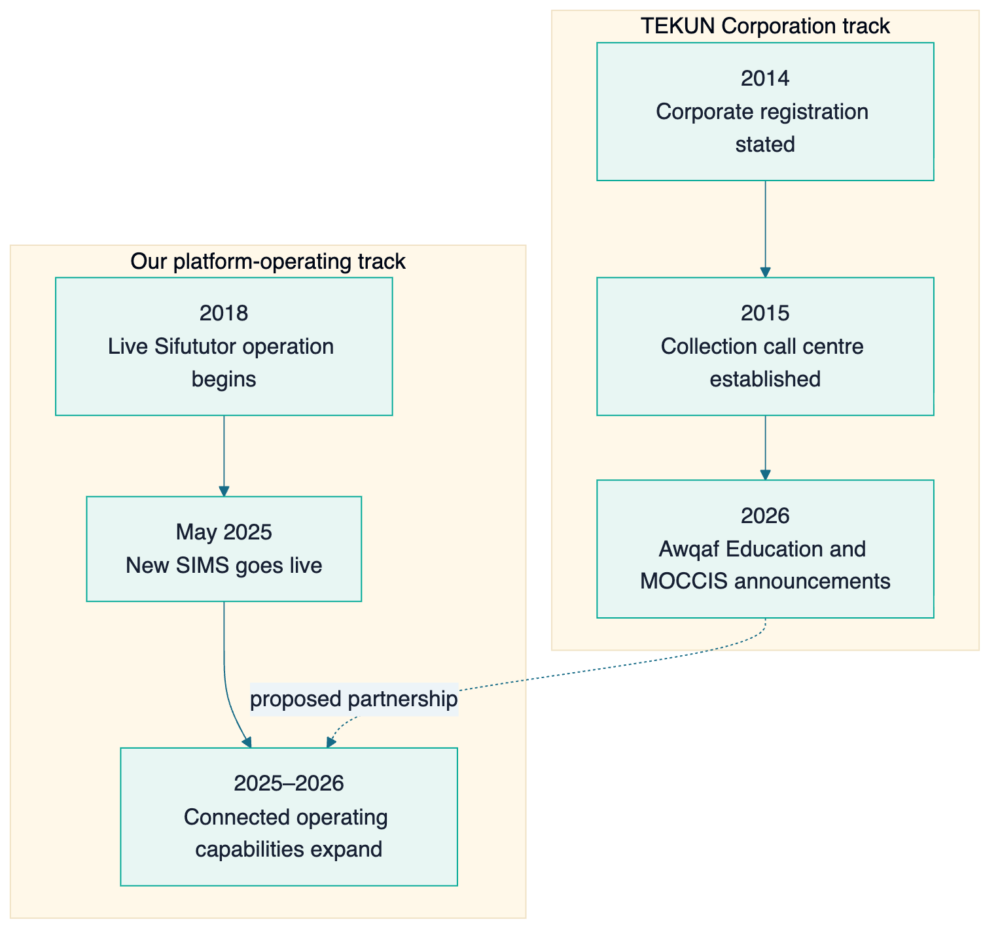 TEKUN Corporation track
2014
Corporate registration
stated
2015
Collection call centre
established
2026
Awqaf Education and
MOCCIS announcements
Our platform-operating track
2018
Live Sifututor operation
begins
May 2025
New SIMS goes live
proposed partnership
2025–2026
Connected operating
capabilities expand